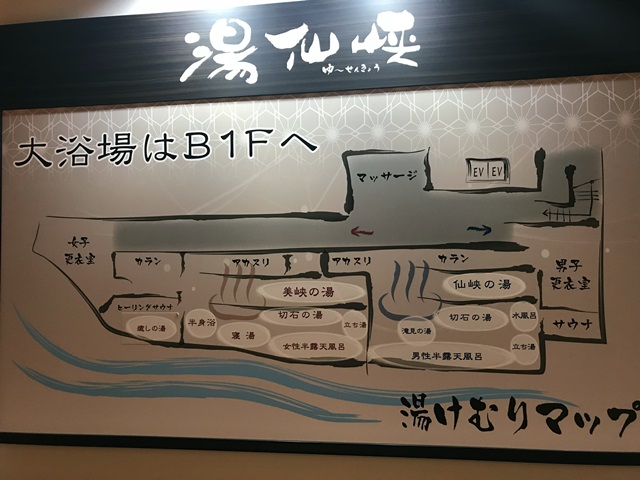 湯仙峡
ゆ〜せんきょう
大浴場はB1Fへ
マッサージ
EV EV
女子
更衣室
カラン
アカスリ
アカスリ
カラン
男子
更衣室
美峡の湯
仙峡の湯
ヒーリングサウナ
癒しの湯
半身浴
切石の湯
立ち湯
寝湯
女性半露天風呂
滝見の湯
切石の湯
水風呂
立ち湯
男性半露天風呂
サウナ
湯けむりマップ